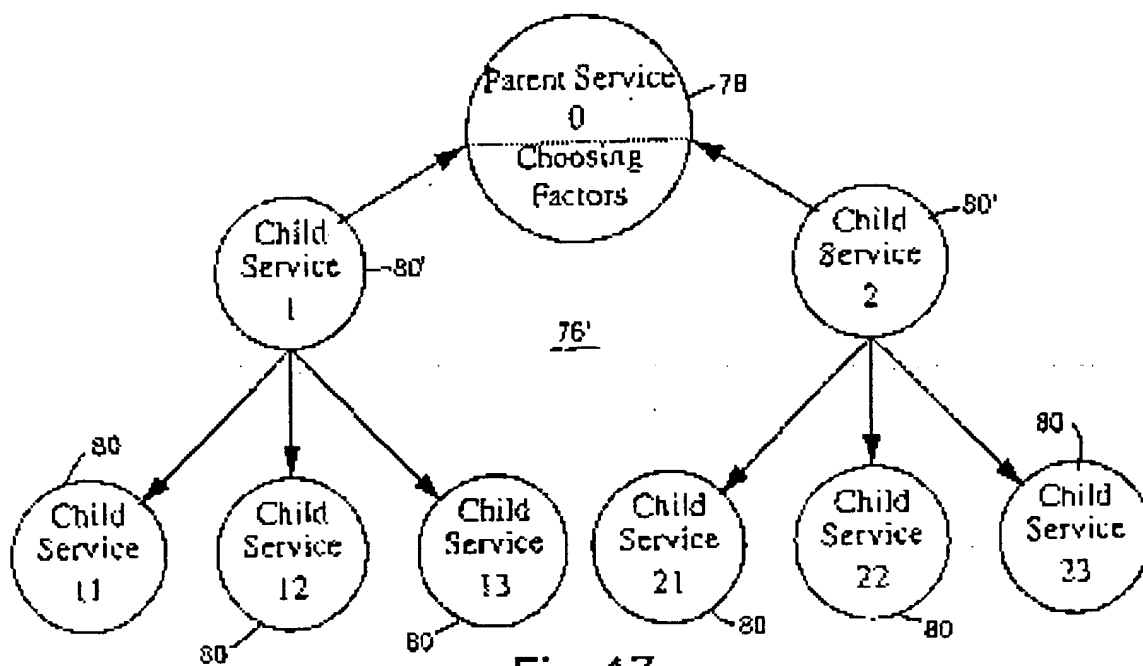 Parent Service
0
Choosing
Factors
78
Child
Service
1
80'
Child
Service
2
80'
76'
80
Child
Service
11
Child
Service
12
80
Child
Service
13
80
Child
Service
21
80
Child
Service
22
80
80
Child
Service
23